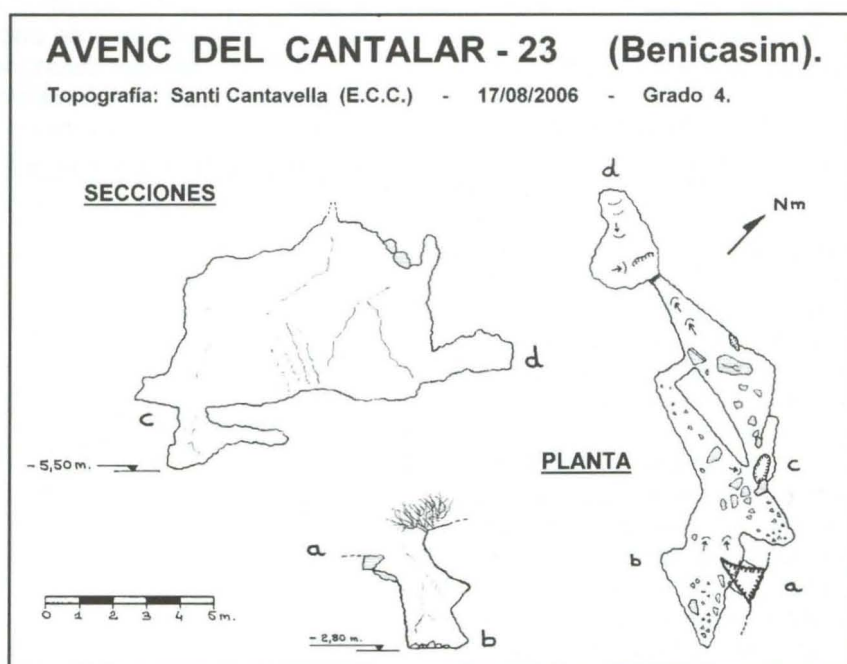 AVENC DEL CANTALAR - 23 (Benicasim).
Topografía: Santi Cantavella (E.C.C.) - 17/08/2006 - Grado 4.
SECCIONES
d
Nm
d
c
- 5,50 m.
PLANTA
c
a
b
a
b
- 2,80 m.
0 1 2 3 4 5 m.